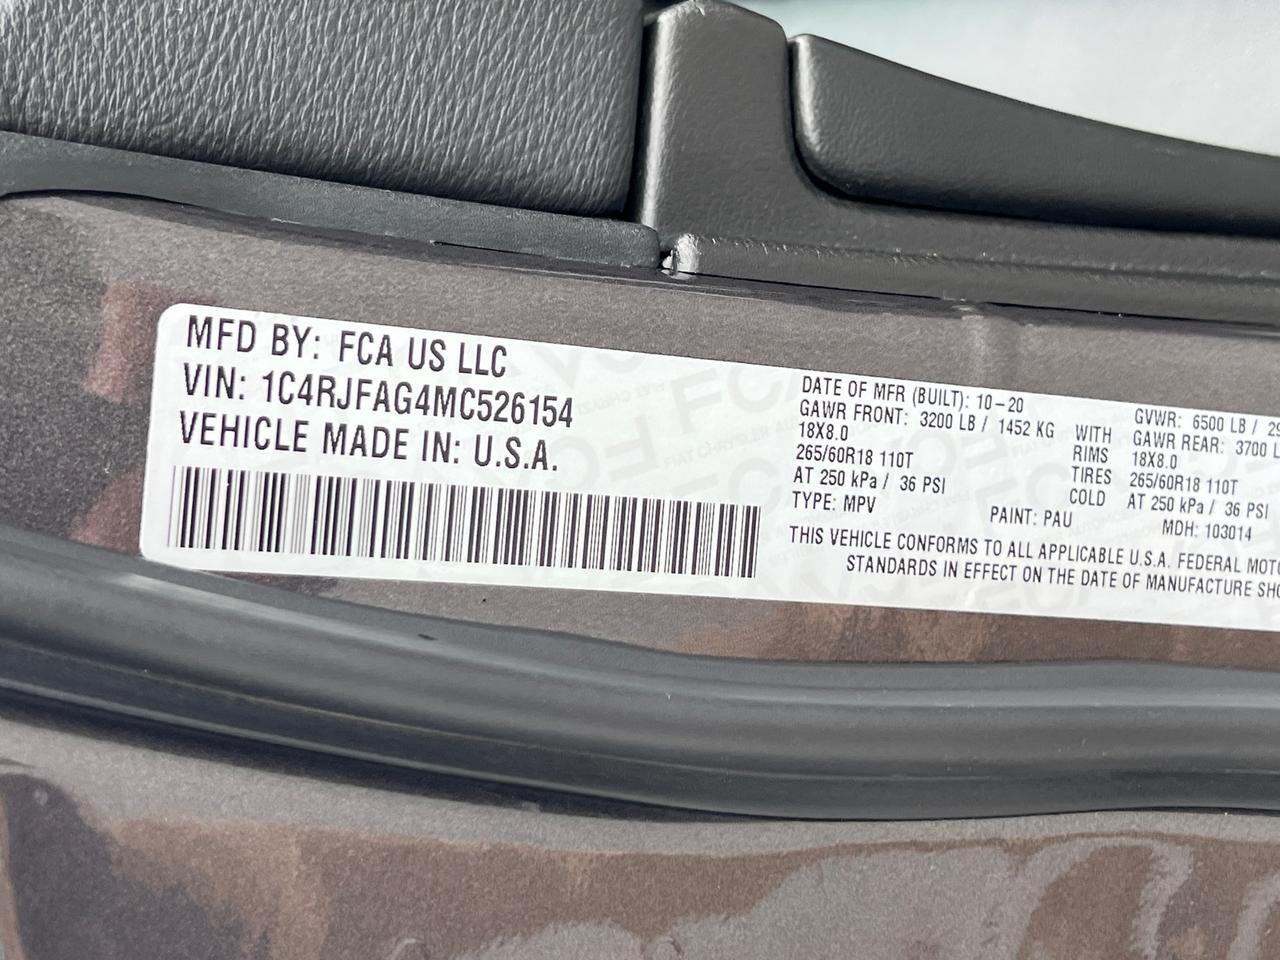 MFD BY: FCA US LLC
VIN: 1C4RJFAG4MC526154
VEHICLE MADE IN: U.S.A.
DATE OF MFR (BUILT): 10-20
GVWR: 6500 LB /
GAWR FRONT: 3200 LB / 1452 KG WITH GAWR REAR: 3700
18X8.0 RIMS 18X8.0
265/60R18 110T TIRES 265/60R18 110T
AT 250 kPa / 36 PSI COLD AT 250 kPa / 36 PSI
TYPE: MPV PAINT: PAU MDH: 103014
THIS VEHICLE CONFORMS TO ALL APPLICABLE U.S.A. FEDERAL
STANDARDS IN EFFECT ON THE DATE OF MANUFACTURE